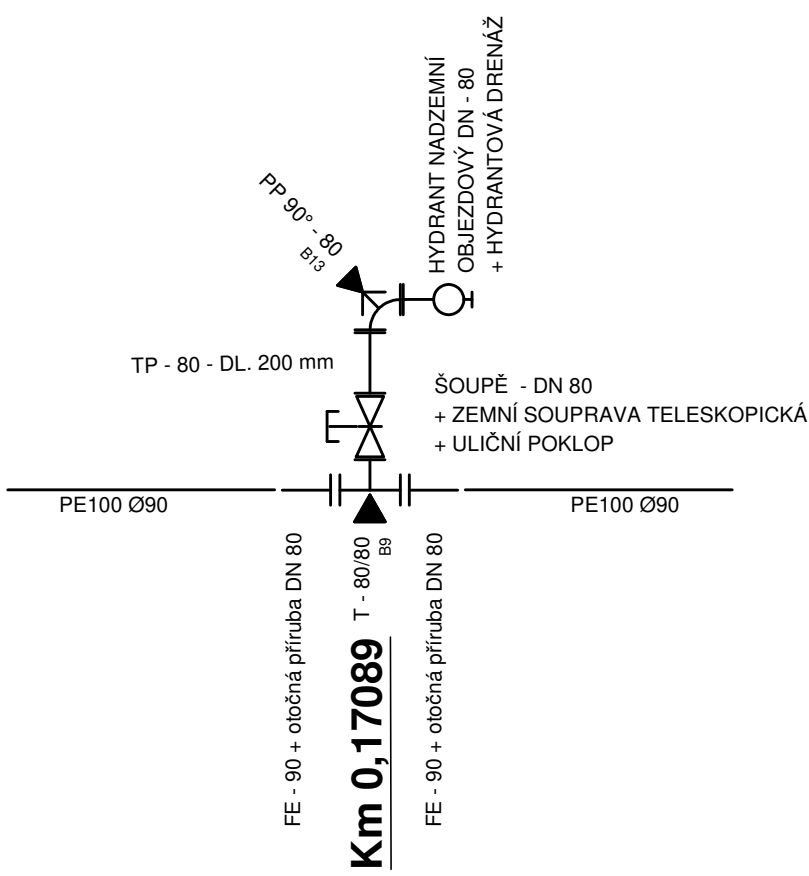 HYDRANT NADZEMNÍ
OBJEZDOVÝ DN - 80
+ HYDRANTOVÁ DRENÁŽ
PP 90° - 80
B13
TP - 80 - DL. 200 mm
ŠOUPĚ - DN 80
+ ZEMNÍ SOUPRAVA TELESKOPICKÁ
+ ULIČNÍ POKLOP
PE100 Ø90
PE100 Ø90
FE - 90 + otočná příruba DN 80
Km 0,17089
T - 80/80
B9
FE - 90 + otočná příruba DN 80